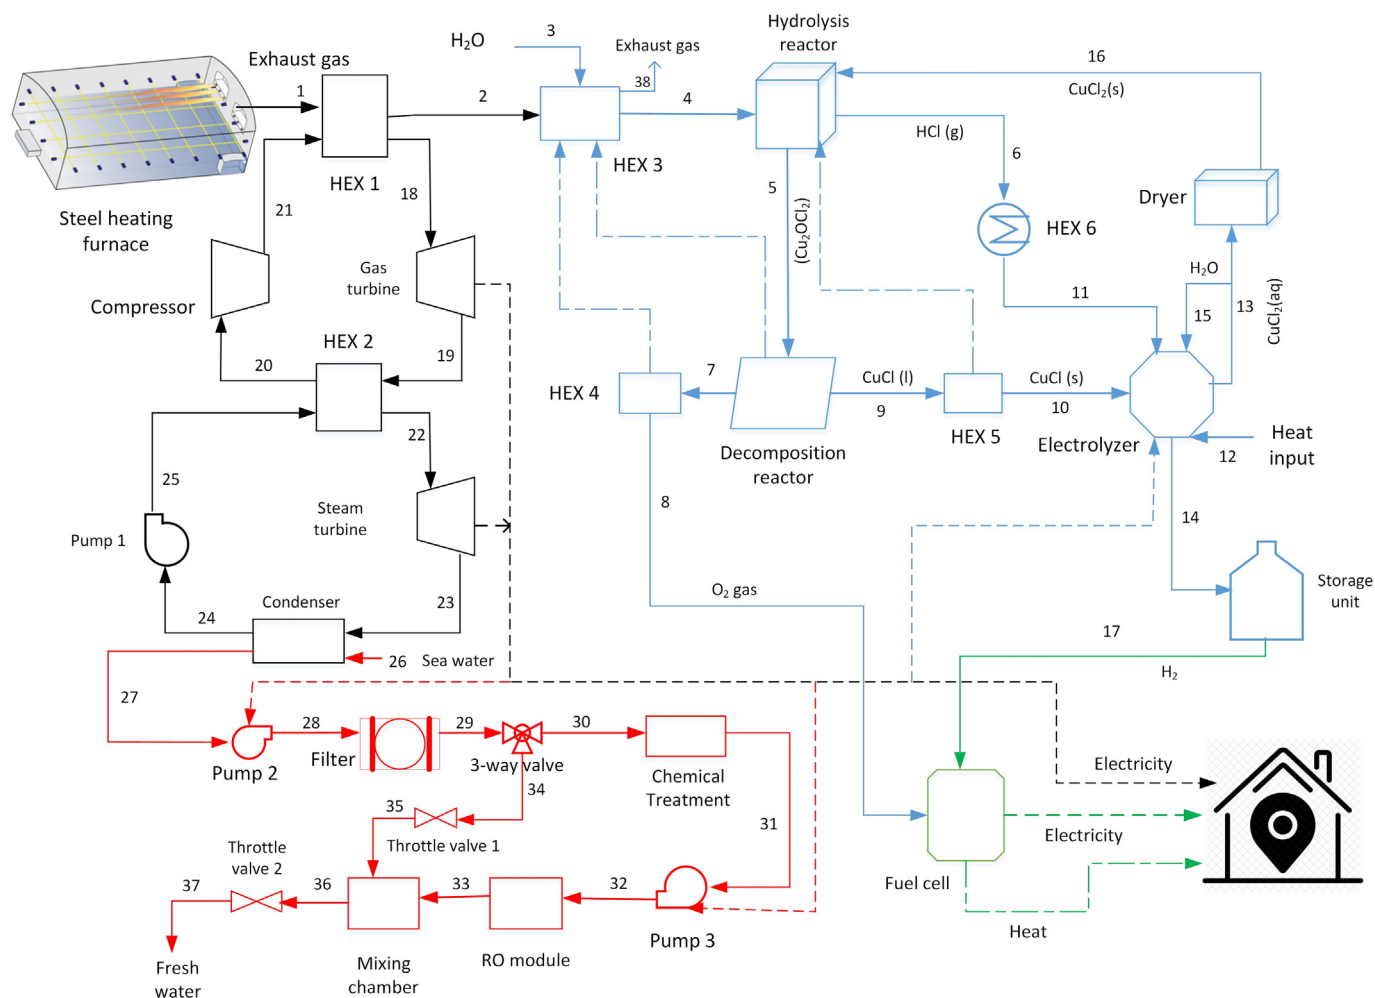 Hydrolysis
reactor
H₂O
3
Exhaust gas
16
Exhaust gas
1
2
38
4
CuCl₂(s)
HCl (g)
6
HEX 3
HEX 1
5
18
(Cu₂OCl₂)
Dryer
Steel heating
furnace
21
HEX 6
Gas
turbine
H₂O
Compressor
11
15
13
CuCl₂(aq)
HEX 2
19
20
7
CuCl (l)
CuCl (s)
HEX 4
9
10
22
HEX 5
Electrolyzer
Heat
input
12
Decomposition
reactor
25
8
Steam
turbine
14
Pump 1
Condenser
23
O₂ gas
Storage
unit
24
17
26
Sea water
H₂
27
28
29
30
Filter
3-way valve
Pump 2
Chemical
Treatment
Electricity
34
35
31
Electricity
Throttle valve 1
Throttle
valve 2
37
36
33
32
Fuel cell
Heat
Pump 3
RO module
Mixing
chamber
Fresh
water